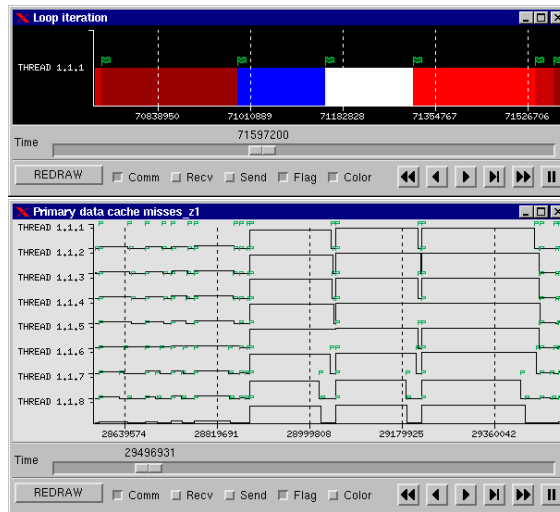 Loop iteration
THREAD 1.1.1
70838950 71010889 71182828 71354767 71526706
71597200
Time
REDRAW Comm Recv Send Flag Color
Primary data cache misses_z1
THREAD 1.1.1
THREAD 1.1.2
THREAD 1.1.3
THREAD 1.1.4
THREAD 1.1.5
THREAD 1.1.6
THREAD 1.1.7
THREAD 1.1.8
28639574 28819691 28999808 29179925 29360042
29496931
Time
REDRAW Comm Recv Send Flag Color